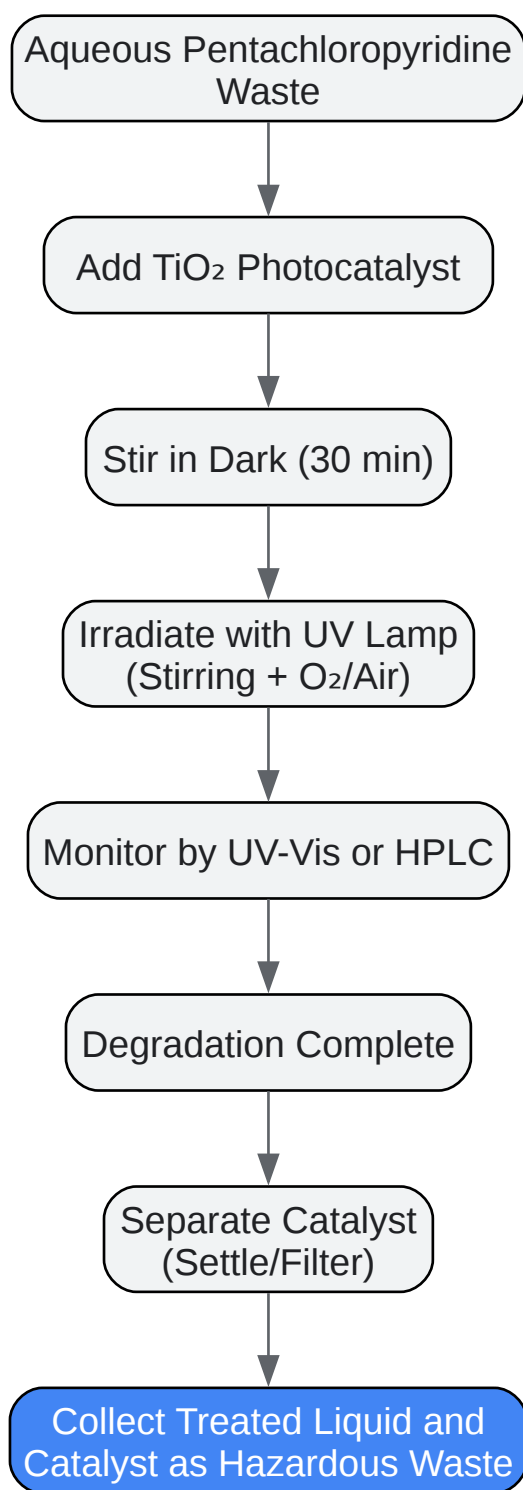 Aqueous Pentachloropyridine
Waste
Add TiO₂ Photocatalyst
Stir in Dark (30 min)
Irradiate with UV Lamp
(Stirring + O₂/Air)
Monitor by UV-Vis or HPLC
Degradation Complete
Separate Catalyst
(Settle/Filter)
Collect Treated Liquid and
Catalyst as Hazardous Waste